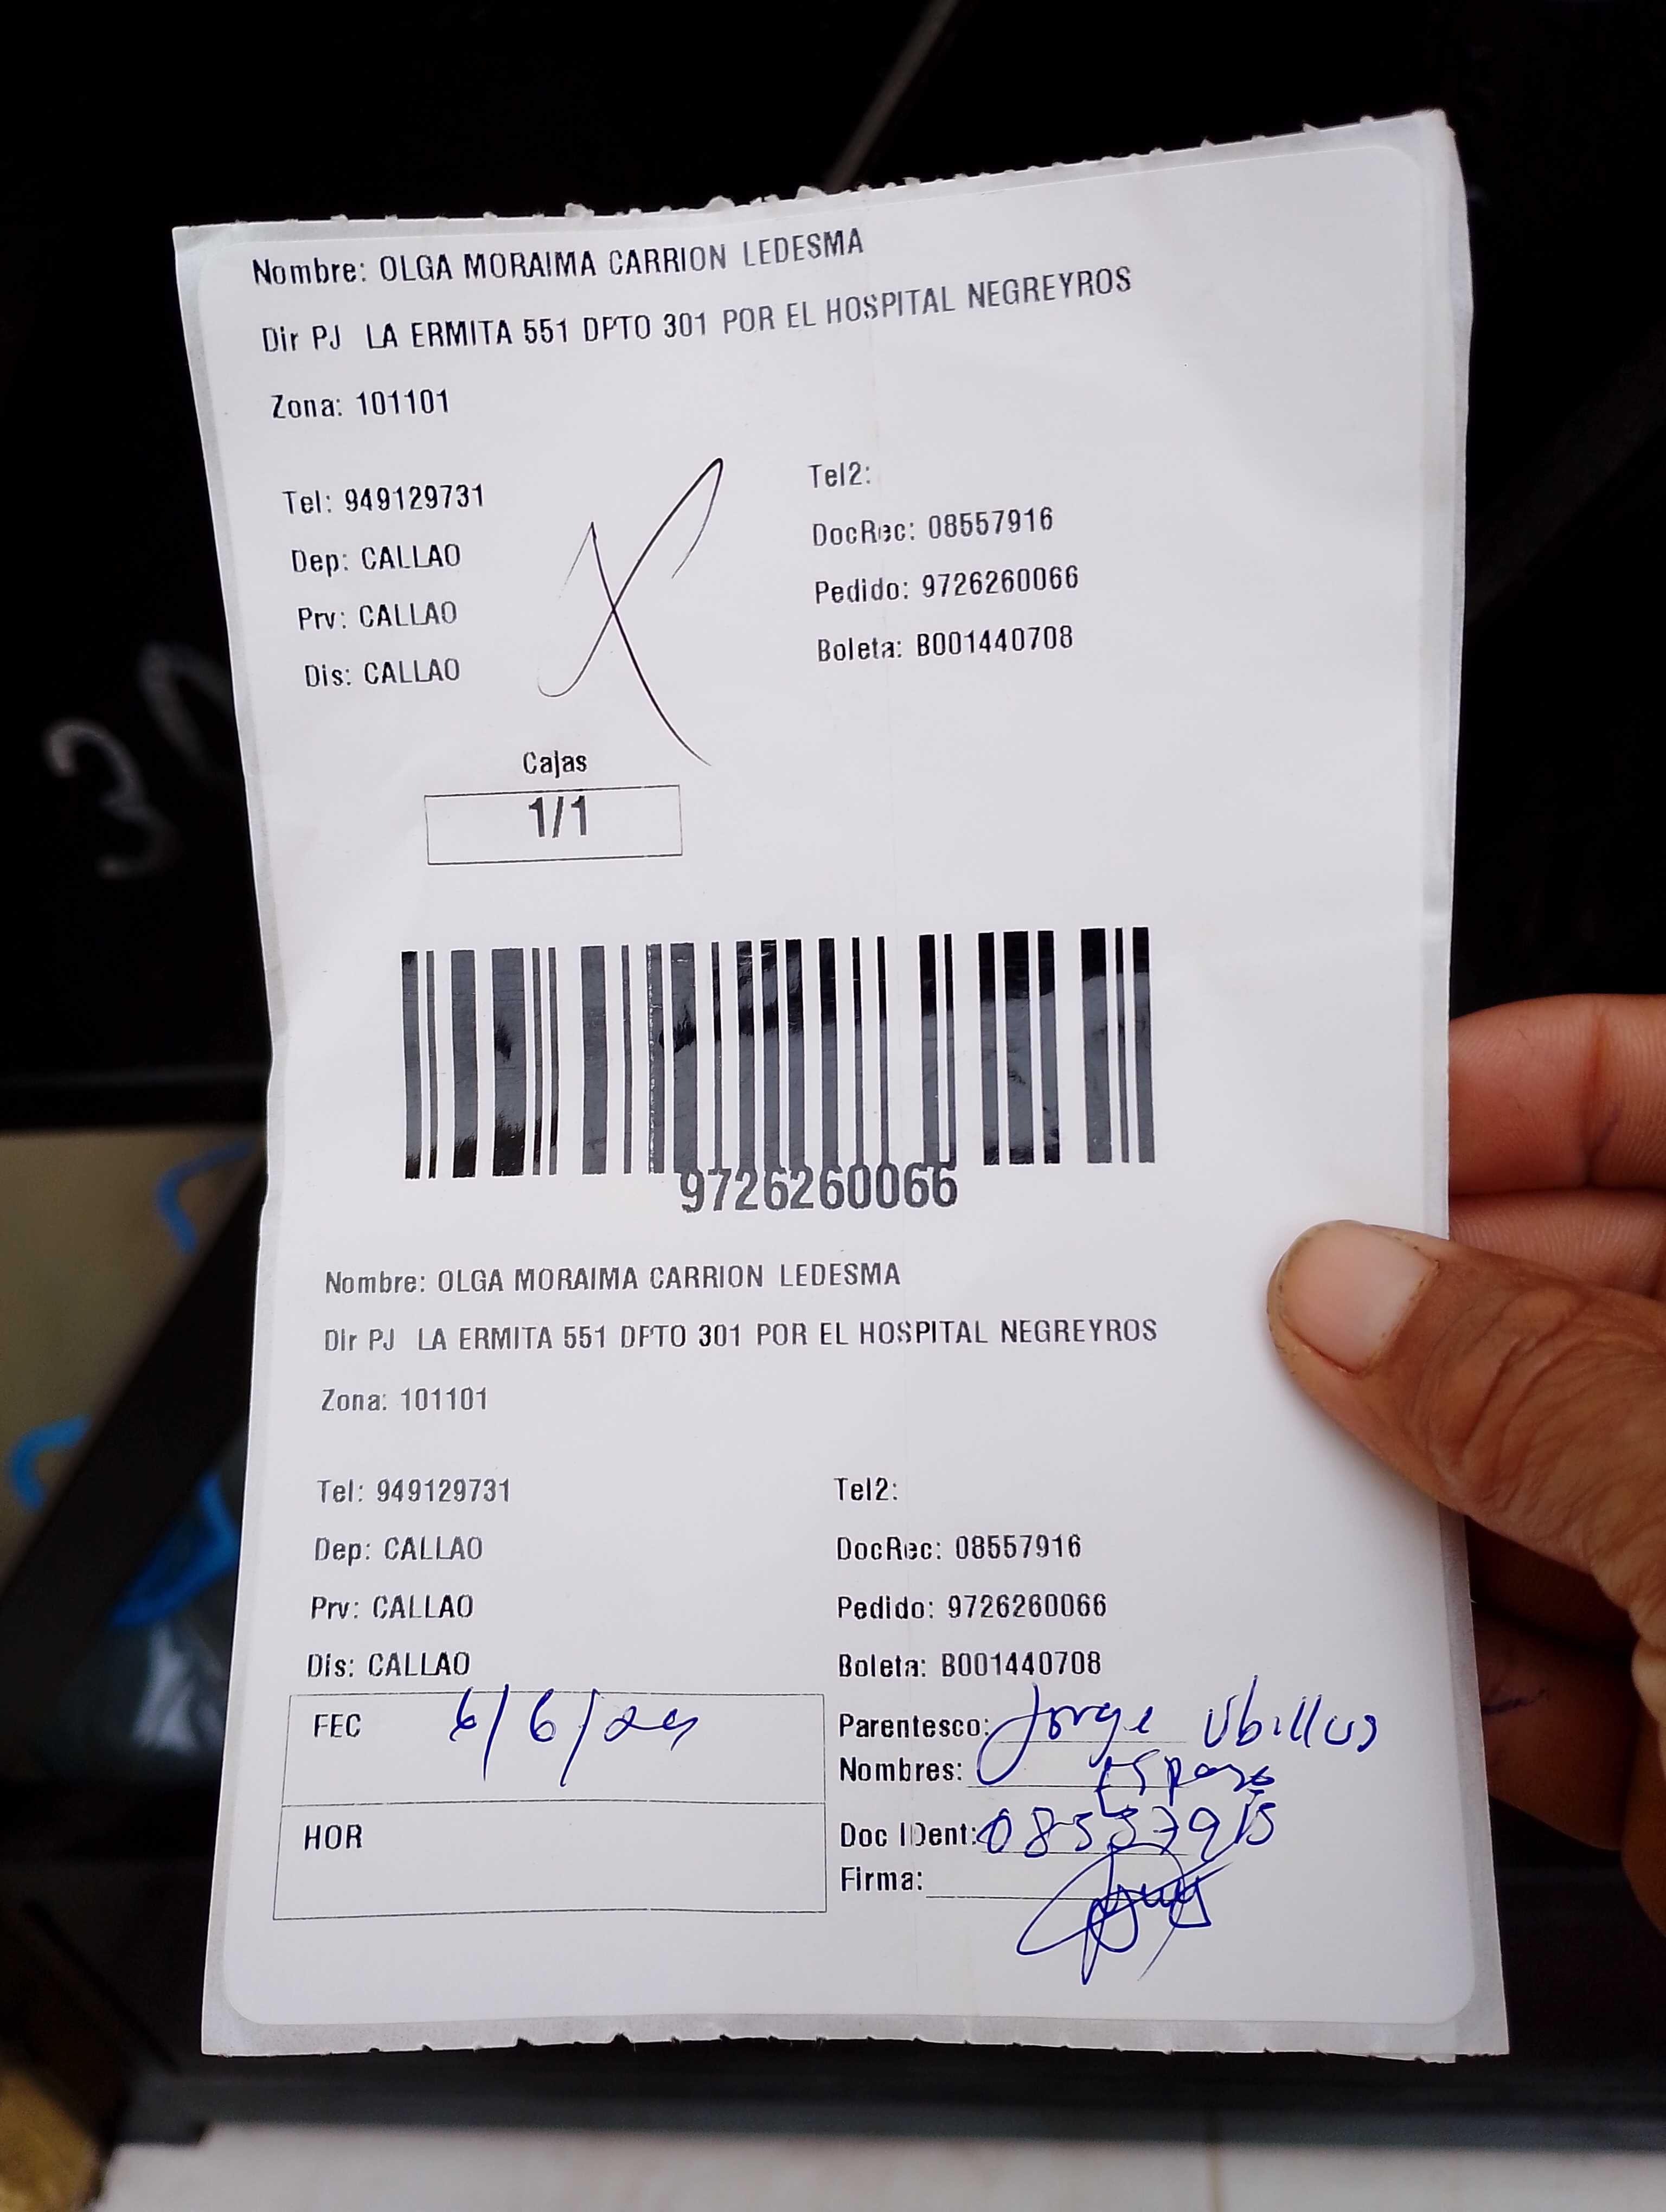 Nombre: OLGA MORAIMA CARRION LEDESMA
Dir PJ LA ERMITA 551 DPTO 301 POR EL HOSPITAL NEGREYROS
Zona: 101101
Tel: 949129731
Tel2:
Dep: CALLAO
DocRec: 08557916
Prv: CALLAO
Pedido: 9726260066
Dis: CALLAO
Boleta: B001440708
Cajas
1/1
9726260066
Nombre: OLGA MORAIMA CARRION LEDESMA
Dir PJ LA ERMITA 551 DPTO 301 POR EL HOSPITAL NEGREYROS
Zona: 101101
Tel: 949129731
Tel2:
Dep: CALLAO
DocRec: 08557916
Prv: CALLAO
Pedido: 9726260066
Dis: CALLAO
Boleta: B001440708
FEC 6/6/24
Parentesco: Jorge Ubillus
Nombres: Esposo
HOR
Doc IDent:
Firma: